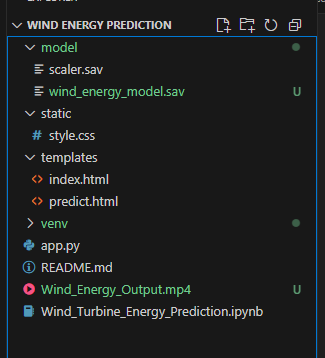 WIND ENERGY PREDICTION
model
scaler.sav
wind_energy_model.sav U
static
# style.css
templates
<> index.html
<> predict.html
venv
app.py
README.md
Wind_Energy_Output.mp4 U
Wind_Turbine_Energy_Prediction.ipynb